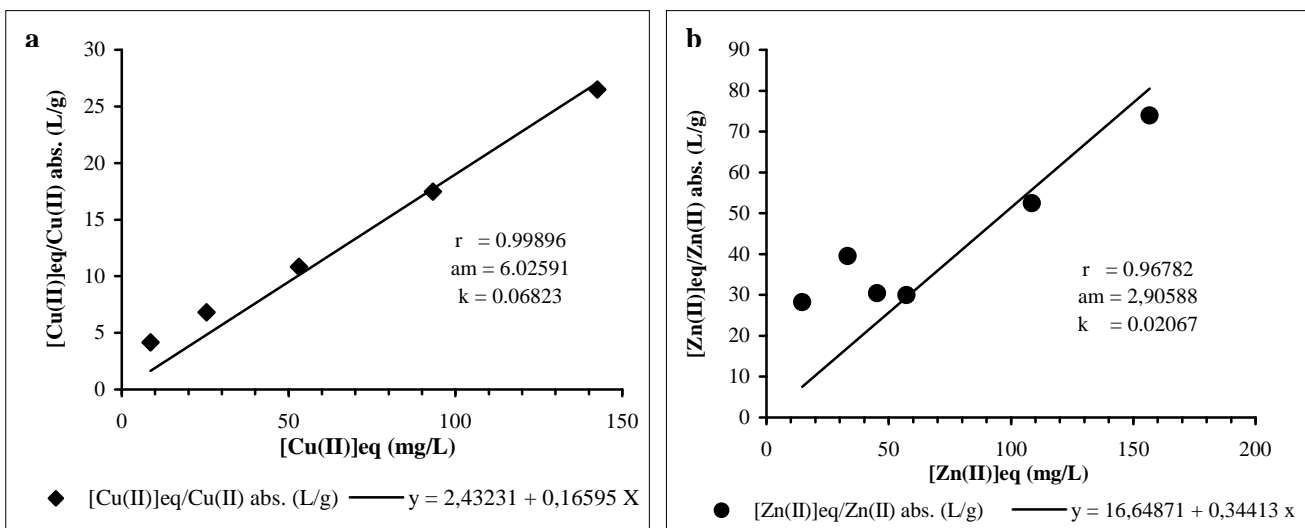 a
30
25
20
15
10
5
0
[Cu(II)]eq/Cu(II) abs. (L/g)
r = 0.99896
am = 6.02591
k = 0.06823
0 50 100 150
[Cu(II)]eq (mg/L)
[Cu(II)]eq/Cu(II) abs. (L/g) y = 2,43231 + 0,16595 X
b
90
80
70
60
50
40
30
20
10
0
[Zn(II)]eq/Zn(II) abs. (L/g)
r = 0.96782
am = 2,90588
k = 0.02067
0 50 100 150 200
[Zn(II)]eq (mg/L)
[Zn(II)]eq/Zn(II) abs. (L/g) y = 16,64871 + 0,34413 x